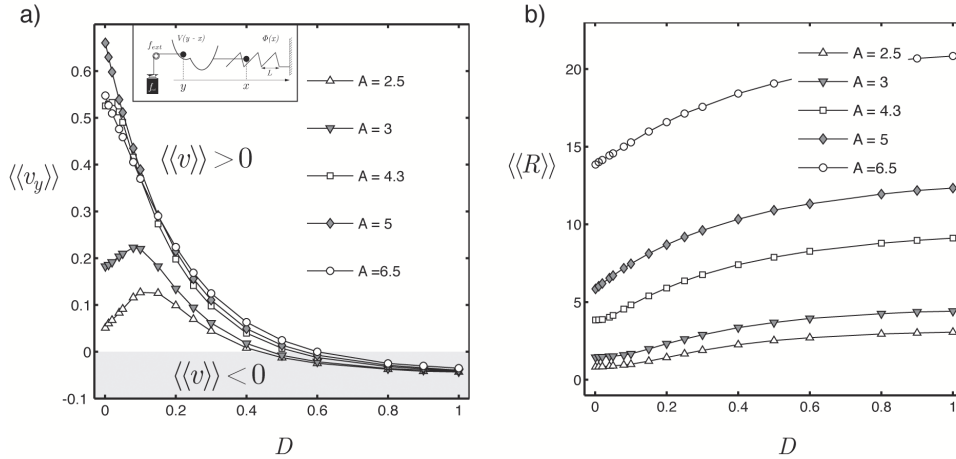 a)
⟨⟨v_y⟩⟩
0.6
0.5
0.4
0.3
0.2
0.1
0
-0.1
0
0.2
0.4
0.6
0.8
1
D
f_ext
V(y - x)
Φ(x)
L
y
x
A = 2.5
A = 3
A = 4.3
A = 5
A =6.5
⟨⟨v⟩⟩ > 0
⟨⟨v⟩⟩ < 0
b)
⟨⟨R⟩⟩
20
15
10
5
0
0
0.2
0.4
0.6
0.8
1
D
A = 2.5
A = 3
A = 4.3
A = 5
A =6.5